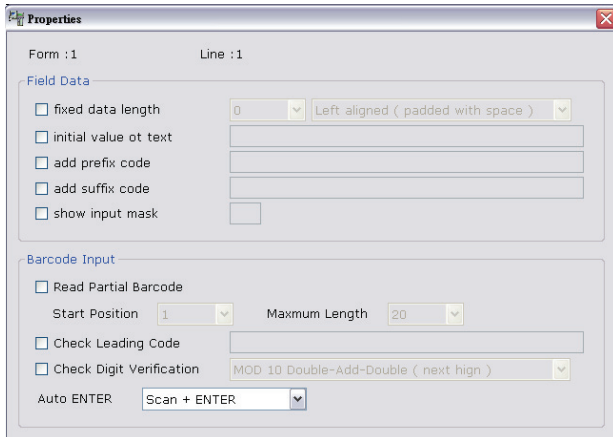 Properties
Form :1 Line :1
Field Data
fixed data length 0 Left aligned ( padded with space )
initial value ot text
add prefix code
add suffix code
show input mask
Barcode Input
Read Partial Barcode
Start Position 1 Maxmum Length 20
Check Leading Code
Check Digit Verification MOD 10 Double-Add-Double ( next hign )
Auto ENTER Scan + ENTER